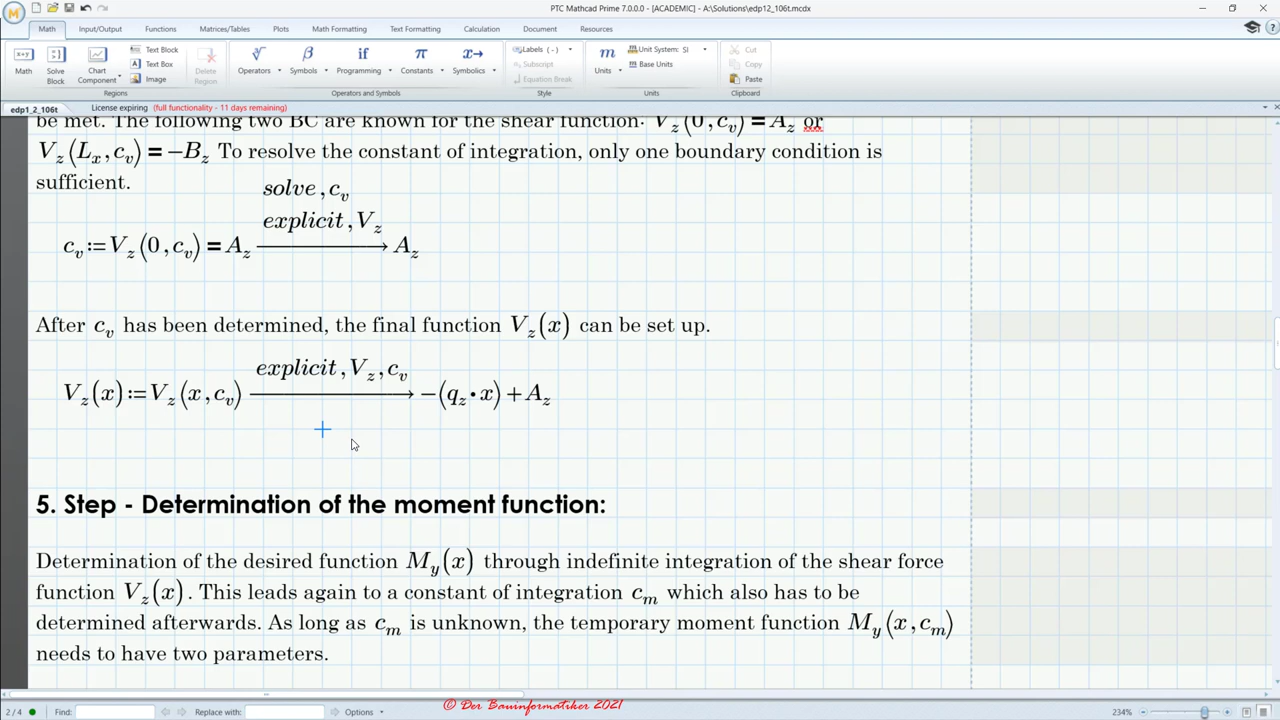 PTC Mathcad Prime 7.0.0.0 - [ACADEMIC] - A:\Solutions\edp12_106t.mcdx
Math Input/Output Functions Matrices/Tables Plots Math Formatting Text Formatting Calculation Document Resources
Math Solve Block Chart Component Text Block Text Box Image Delete Region
Operators Symbols Programming Constants Symbolics
Labels ( - ) Subscript Equation Break
Units Unit System: SI Base Units
Cut Copy Paste
Regions Operators and Symbols Style Units Clipboard
edp1_2_106t License expiring (full functionality - 11 days remaining)
be met. The following two BC are known for the shear function: V_z(0,c_v)=A_z or
V_z(L_x,c_v)=-B_z To resolve the constant of integration, only one boundary condition is
sufficient.
solve,c_v
explicit,V_z
c_v:=V_z(0,c_v)=A_z → A_z
After c_v has been determined, the final function V_z(x) can be set up.
explicit,V_z,c_v
V_z(x):=V_z(x,c_v) → -(q_z·x)+A_z
5. Step - Determination of the moment function:
Determination of the desired function M_y(x) through indefinite integration of the shear force
function V_z(x). This leads again to a constant of integration c_m which also has to be
determined afterwards. As long as c_m is unknown, the temporary moment function M_y(x,c_m)
needs to have two parameters.
© Der Bauinformatiker 2021
2 / 4 Find: Replace with: Options 234%